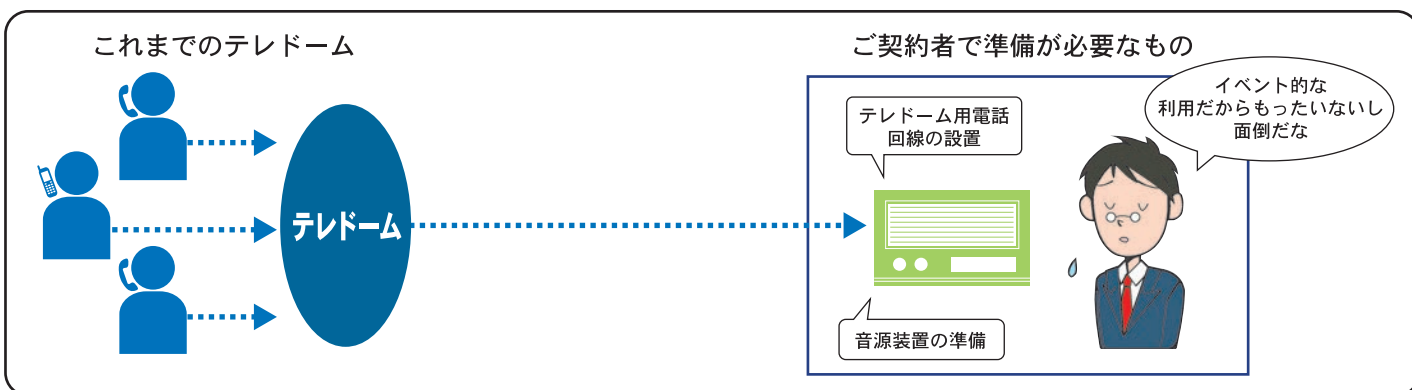 これまでのテレドーム
ご契約者で準備が必要なもの
イベント的な
利用だからもったいないし
面倒だな
テレドーム用電話
回線の設置
テレドーム
音源装置の準備